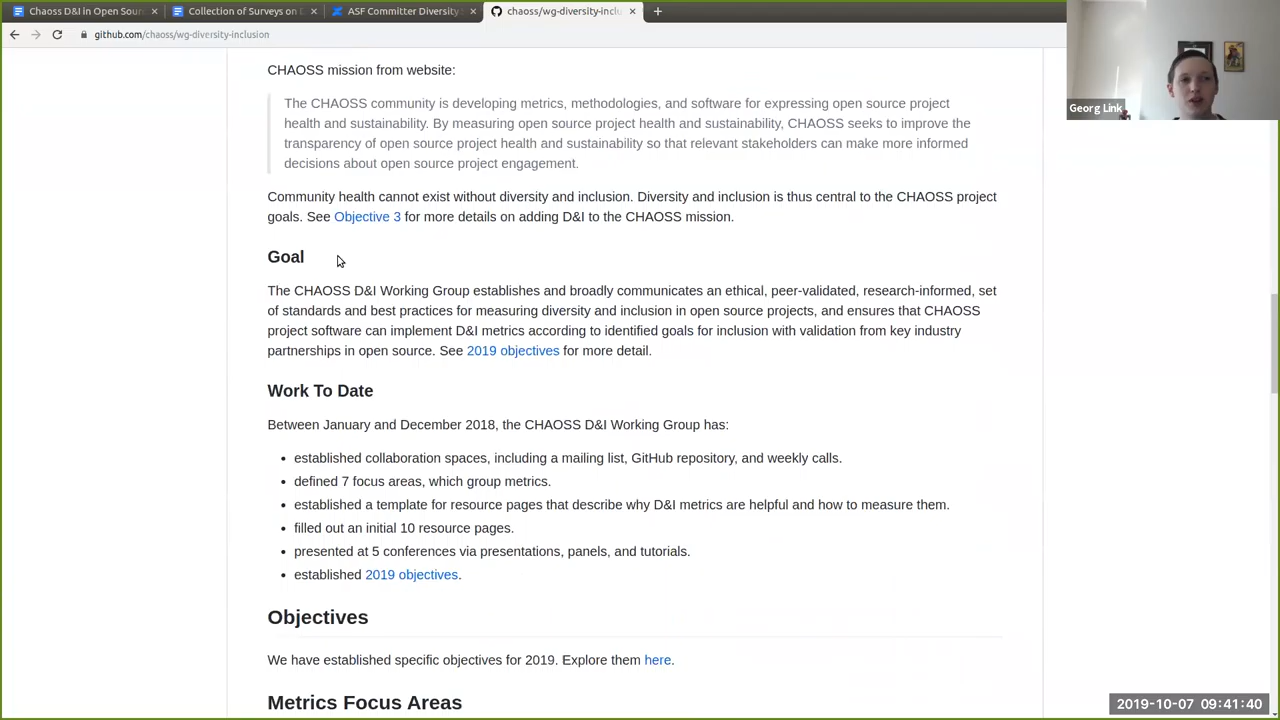 Chaoss D&I in Open Sour
Collection of Surveys on D
ASF Committer Diversity
chaoss/wg-diversity-inclu
github.com/chaoss/wg-diversity-inclusion
Georg Link
CHAOSS mission from website:
The CHAOSS community is developing metrics, methodologies, and software for expressing open source project
health and sustainability. By measuring open source project health and sustainability, CHAOSS seeks to improve the
transparency of open source project health and sustainability so that relevant stakeholders can make more informed
decisions about open source project engagement.
Community health cannot exist without diversity and inclusion. Diversity and inclusion is thus central to the CHAOSS project
goals. See Objective 3 for more details on adding D&I to the CHAOSS mission.
Goal
The CHAOSS D&I Working Group establishes and broadly communicates an ethical, peer-validated, research-informed, set
of standards and best practices for measuring diversity and inclusion in open source projects, and ensures that CHAOSS
project software can implement D&I metrics according to identified goals for inclusion with validation from key industry
partnerships in open source. See 2019 objectives for more detail.
Work To Date
Between January and December 2018, the CHAOSS D&I Working Group has:
established collaboration spaces, including a mailing list, GitHub repository, and weekly calls.
defined 7 focus areas, which group metrics.
established a template for resource pages that describe why D&I metrics are helpful and how to measure them.
filled out an initial 10 resource pages.
presented at 5 conferences via presentations, panels, and tutorials.
established 2019 objectives.
Objectives
We have established specific objectives for 2019. Explore them here.
Metrics Focus Areas
2019-10-07 09:41:40